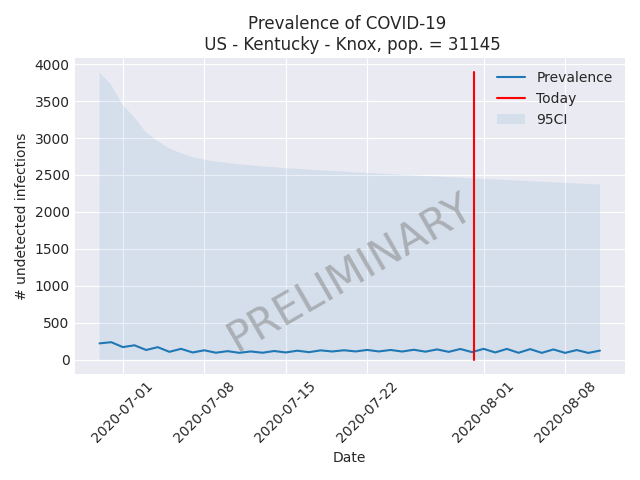 Prevalence of COVID-19
US - Kentucky - Knox, pop. = 31145
4000
3500
3000
2500
2000
1500
1000
500
0
# undetected infections
Prevalence
Today
95CI
PRELIMINARY
2020-07-01
2020-07-08
2020-07-15
2020-07-22
2020-08-01
2020-08-08
Date